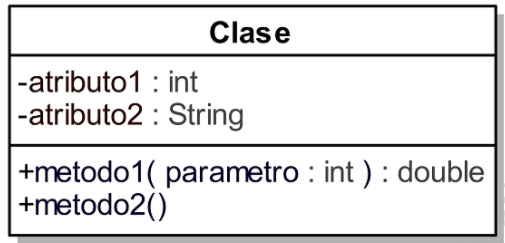 Clase
-atributo1 : int
-atributo2 : String
+metodo1( parametro : int ) : double
+metodo2()